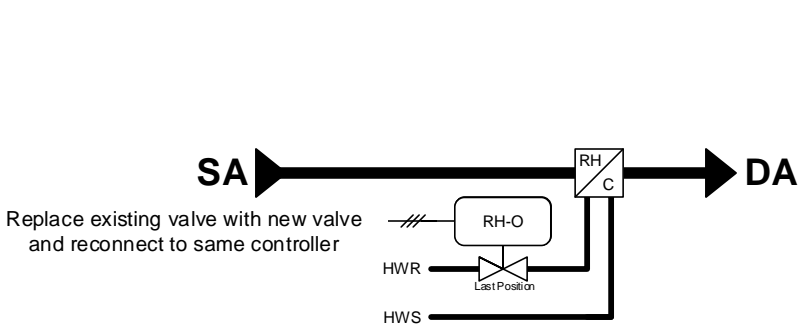 SA
DA
RH
C
Replace existing valve with new valve
and reconnect to same controller
RH-O
HWR
Last Position
HWS